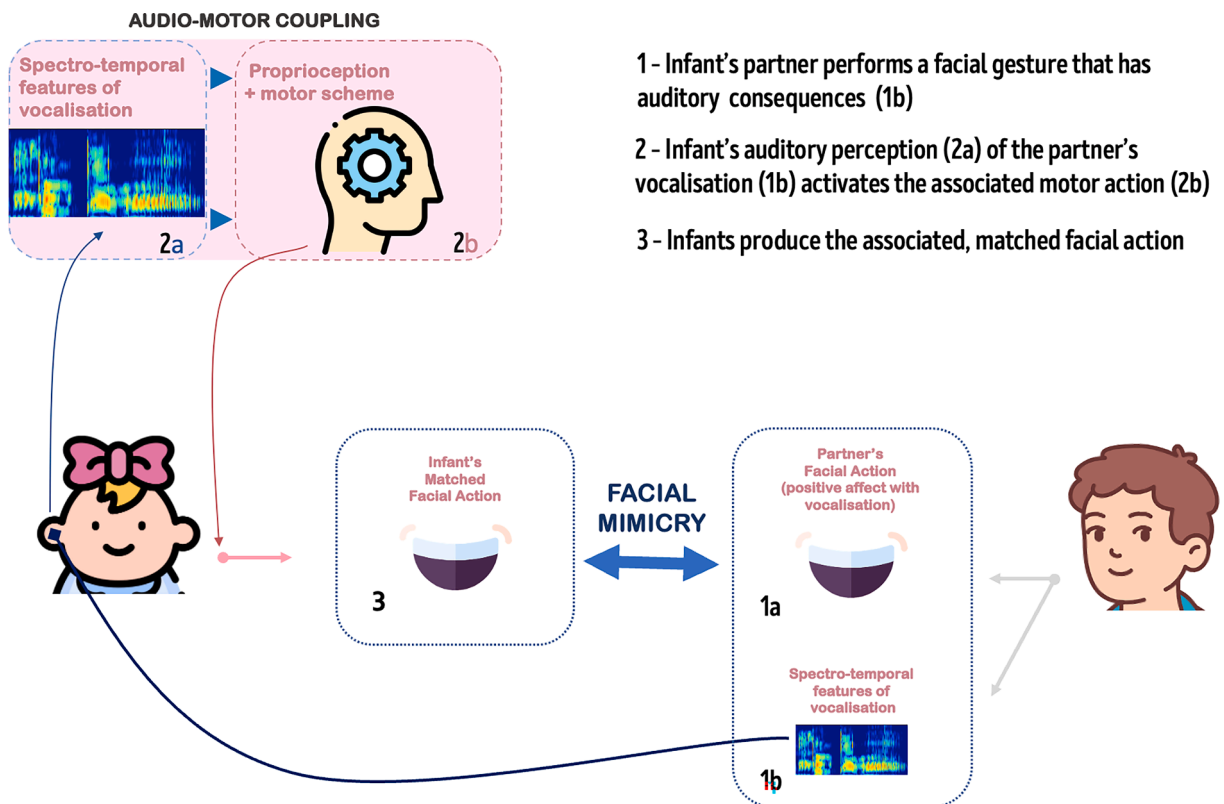 AUDIO-MOTOR COUPLING
Spectro-temporal
features of
vocalisation
2a
Proprioception
+ motor scheme
2b
1 - Infant's partner performs a facial gesture that has
auditory consequences (1b)
2 - Infant's auditory perception (2a) of the partner's
vocalisation (1b) activates the associated motor action (2b)
3 - Infants produce the associated, matched facial action
Infant's
Matched
Facial Action
3
FACIAL
MIMICRY
Partner's
Facial Action
(positive affect with
vocalisation)
1a
Spectro-temporal
features of
vocalisation
1b